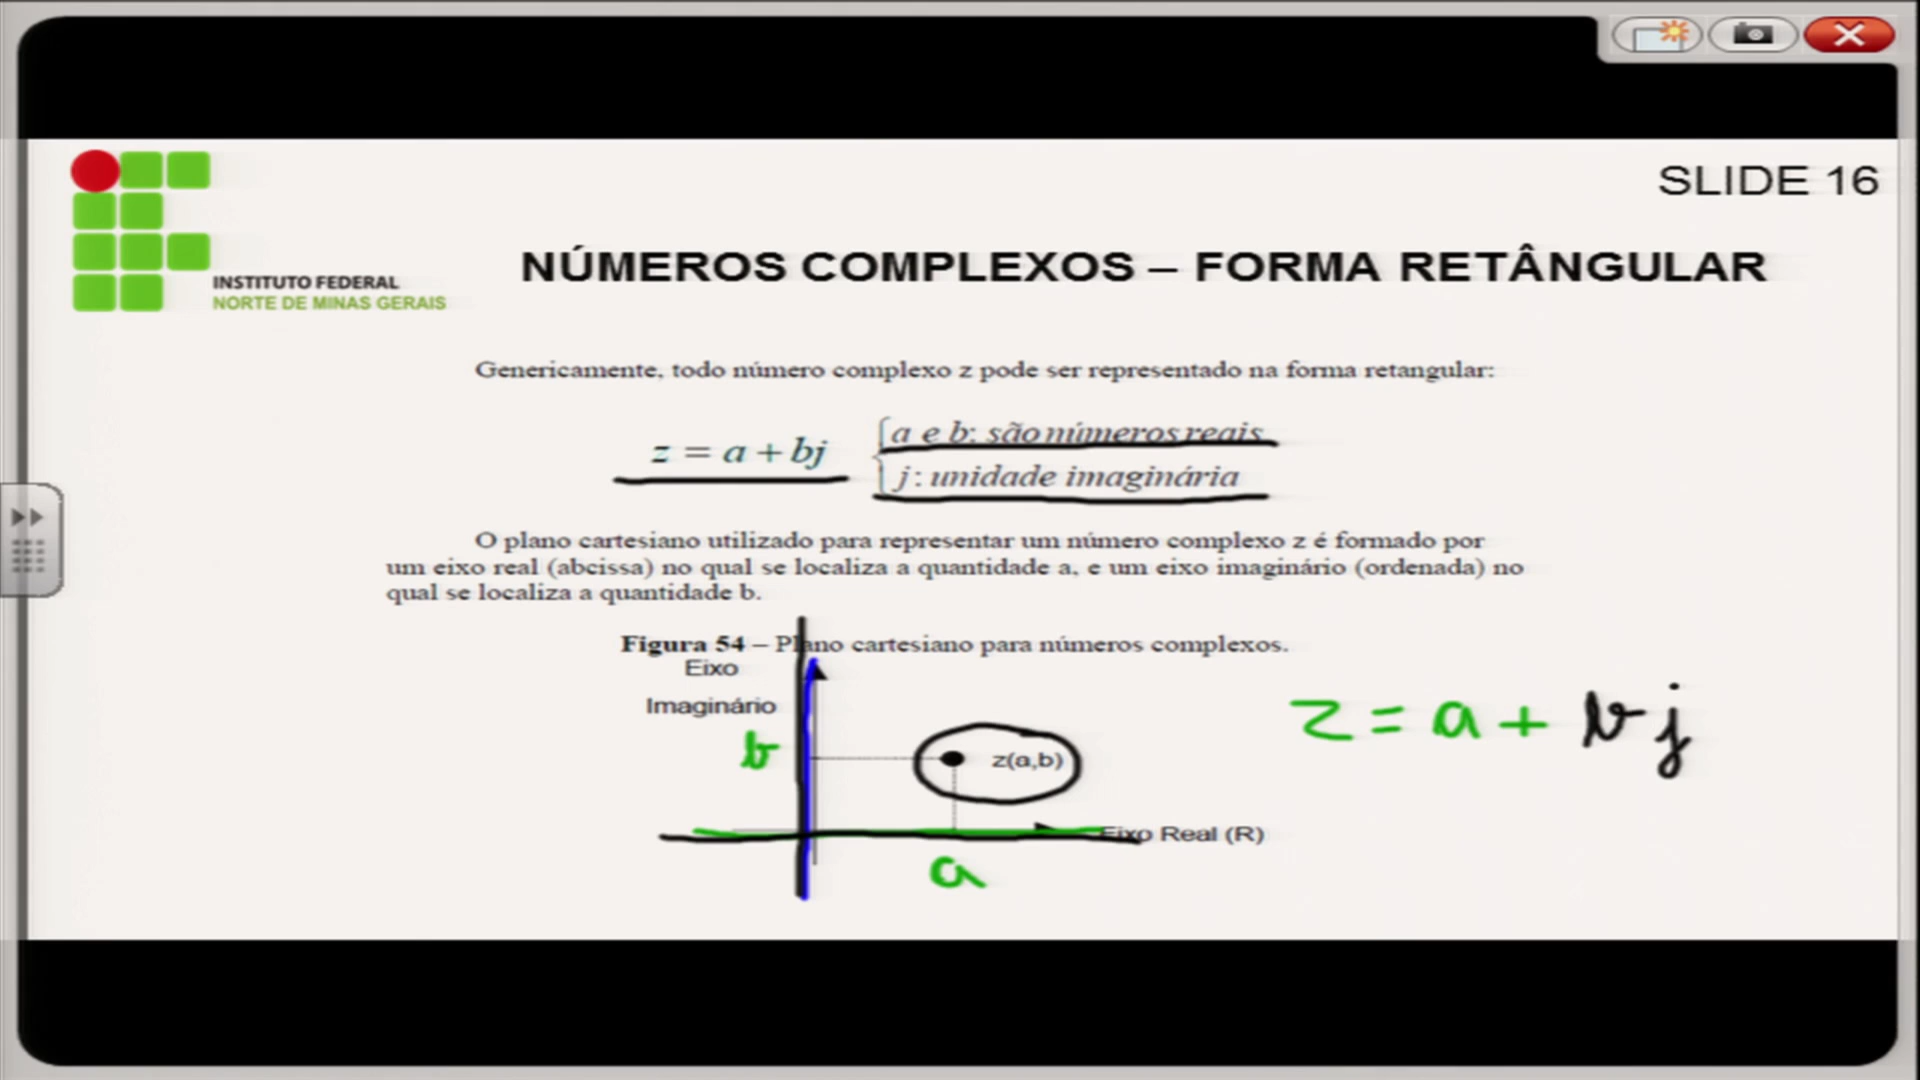 SLIDE 16
INSTITUTO FEDERAL
NORTE DE MINAS GERAIS
NÚMEROS COMPLEXOS – FORMA RETÂNGULAR
Genericamente, todo número complexo z pode ser representado na forma retangular:
z = a + bj
a e b: são números reais
j: unidade imaginária
O plano cartesiano utilizado para representar um número complexo z é formado por
um eixo real (abcissa) no qual se localiza a quantidade a, e um eixo imaginário (ordenada) no
qual se localiza a quantidade b.
Figura 54 – Plano cartesiano para números complexos.
Eixo
Imaginário
b
z(a,b)
z = a + bj
Eixo Real (R)
a